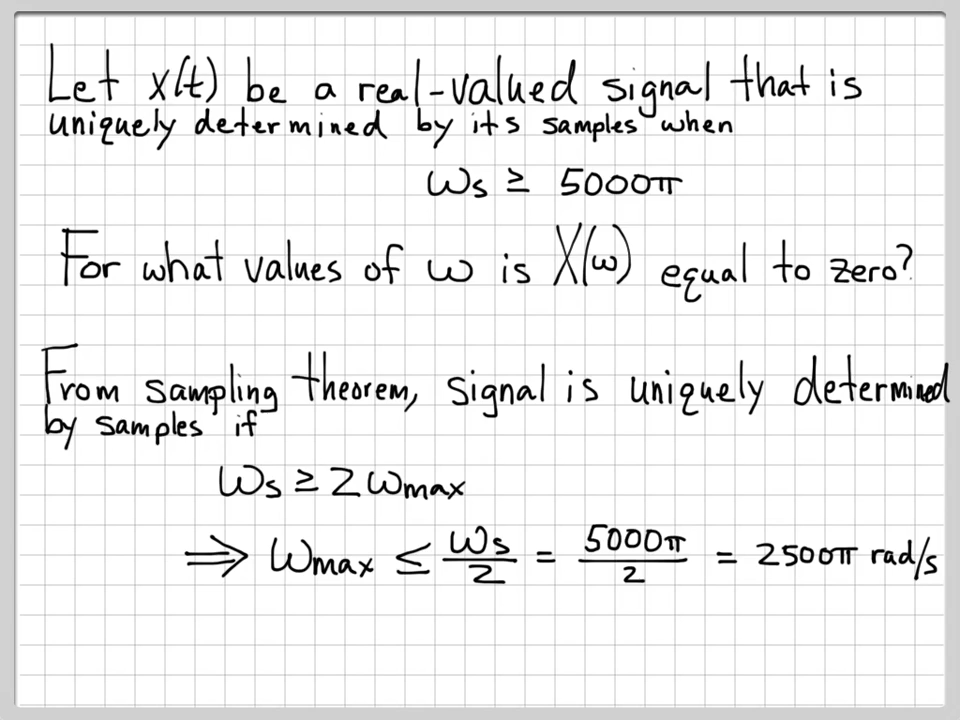 Let x(t) be a real-valued signal that is
uniquely determined by its samples when
ωs ≥ 5000π
For what values of ω is X(ω) equal to zero?
From sampling theorem, signal is uniquely determined
by samples if
ωs ≥ 2ωmax
⇒ ωmax ≤ ωs/2 = 5000π/2 = 2500π rad/s